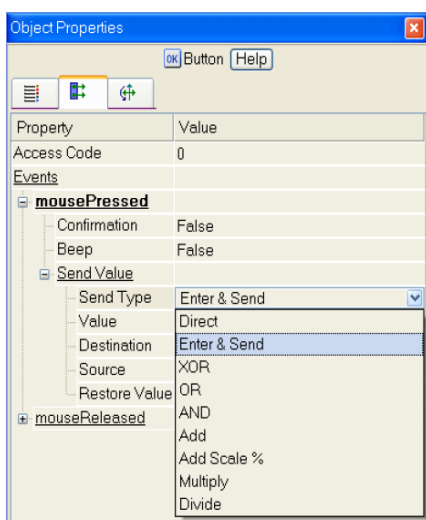 Object Properties
OK Button Help
Property Value
Access Code 0
Events
mousePressed
Confirmation False
Beep False
Send Value
Send Type Enter & Send
Value Direct
Destination Enter & Send
Source XOR
Restore Value OR
mouseReleased AND
Add
Add Scale %
Multiply
Divide